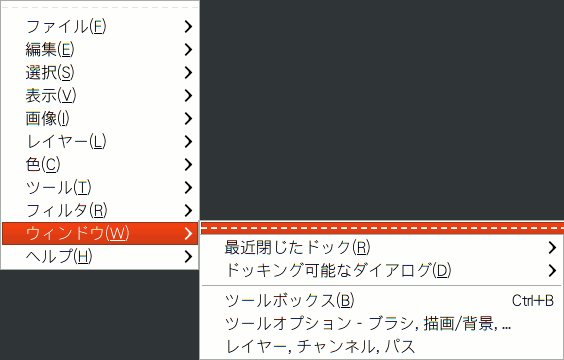 ファイル(F)
編集(E)
選択(S)
表示(V)
画像(I)
レイヤー(L)
色(C)
ツール(T)
フィルタ(R)
ウィンドウ(W)
ヘルプ(H)
最近閉じたドック(R)
ドッキング可能なダイアログ(D)
ツールボックス(B) Ctrl+B
ツールオプション - ブラシ, 描画/背景, ...
レイヤー, チャンネル, パス